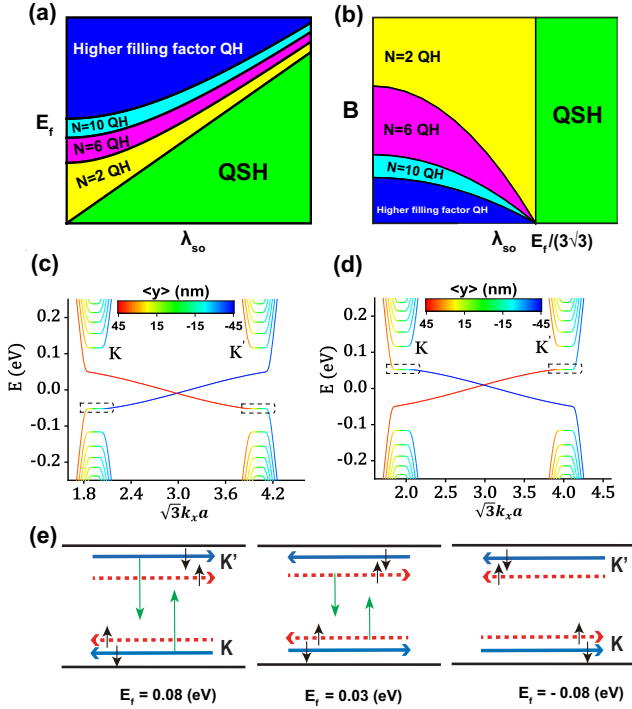 (a)
Higher filling factor QH
N=10 QH
N=6 QH
N=2 QH
QSH
E_f
λ_so
(b)
N=2 QH
N=6 QH
N=10 QH
Higher filling factor QH
QSH
B
λ_so E_f/(3√3)
(c)
<y> (nm)
45 15 -15 -45
K K'
E (eV)
0.2
0.1
0.0
-0.1
-0.2
1.8 2.4 3.0 3.6 4.2
√3k_x a
(d)
<y> (nm)
45 15 -15 -45
K K'
E (eV)
0.2
0.1
0.0
-0.1
-0.2
2.0 2.5 3.0 3.5 4.0 4.5
√3k_x a
(e)
K'
K
E_f = 0.08 (eV)
E_f = 0.03 (eV)
K'
K
E_f = - 0.08 (eV)